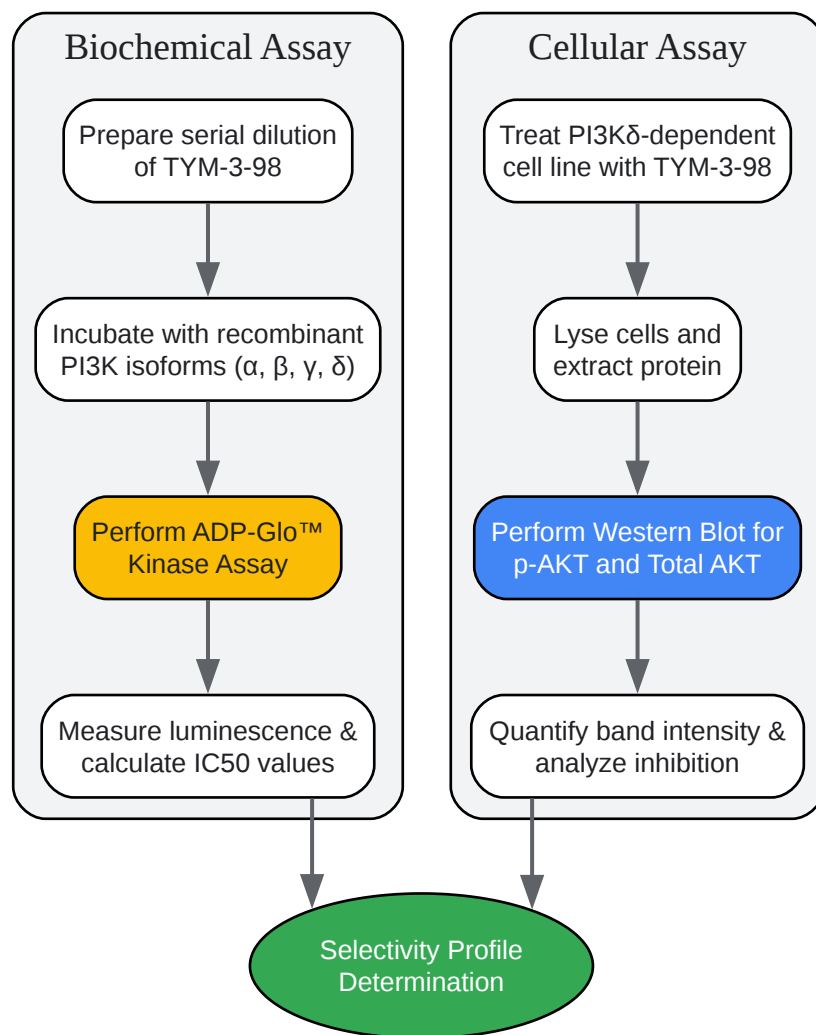 Biochemical Assay
Prepare serial dilution
of TYM-3-98
Incubate with recombinant
PI3K isoforms (α, β, γ, δ)
Perform ADP-Glo™
Kinase Assay
Measure luminescence &
calculate IC50 values
Cellular Assay
Treat PI3Kδ-dependent
cell line with TYM-3-98
Lyse cells and
extract protein
Perform Western Blot for
p-AKT and Total AKT
Quantify band intensity &
analyze inhibition
Selectivity Profile
Determination